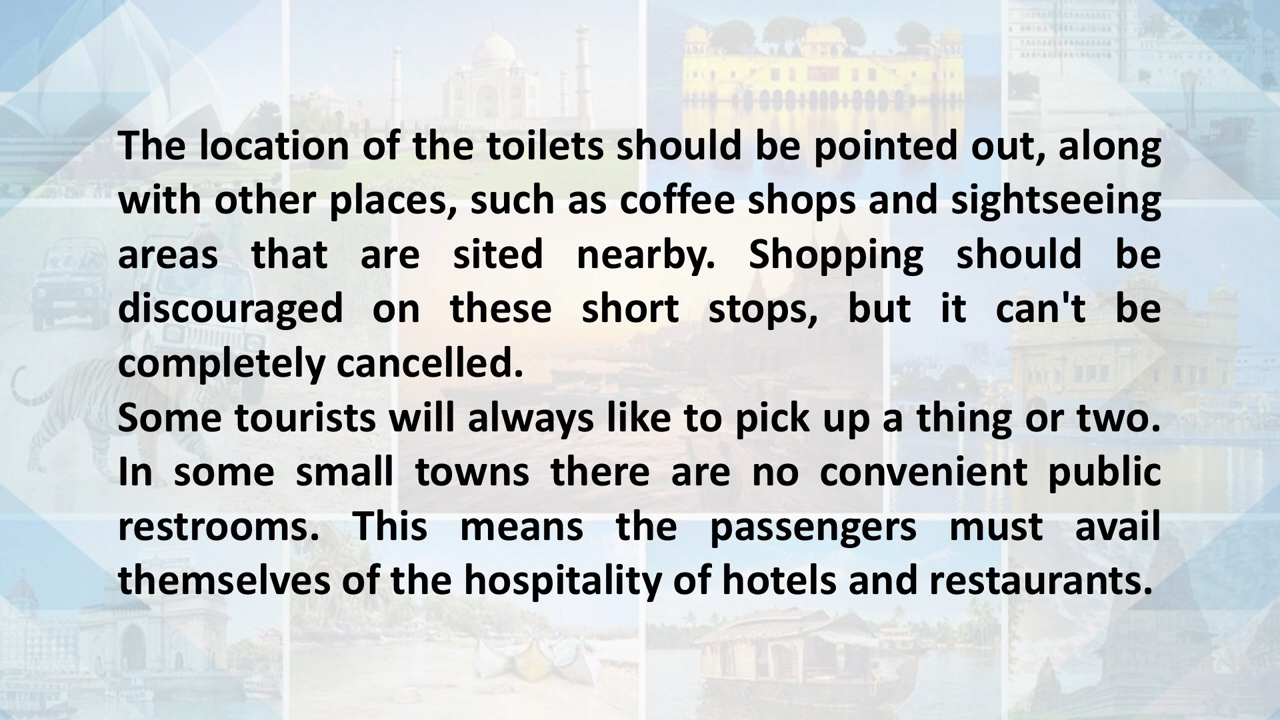 The location of the toilets should be pointed out, along
with other places, such as coffee shops and sightseeing
areas that are sited nearby. Shopping should be
discouraged on these short stops, but it can't be
completely cancelled.
Some tourists will always like to pick up a thing or two.
In some small towns there are no convenient public
restrooms. This means the passengers must avail
themselves of the hospitality of hotels and restaurants.